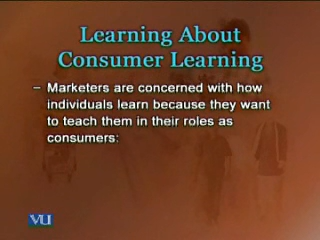 Learning About
Consumer Learning
– Marketers are concerned with how
individuals learn because they want
to teach them in their roles as
consumers:
VU